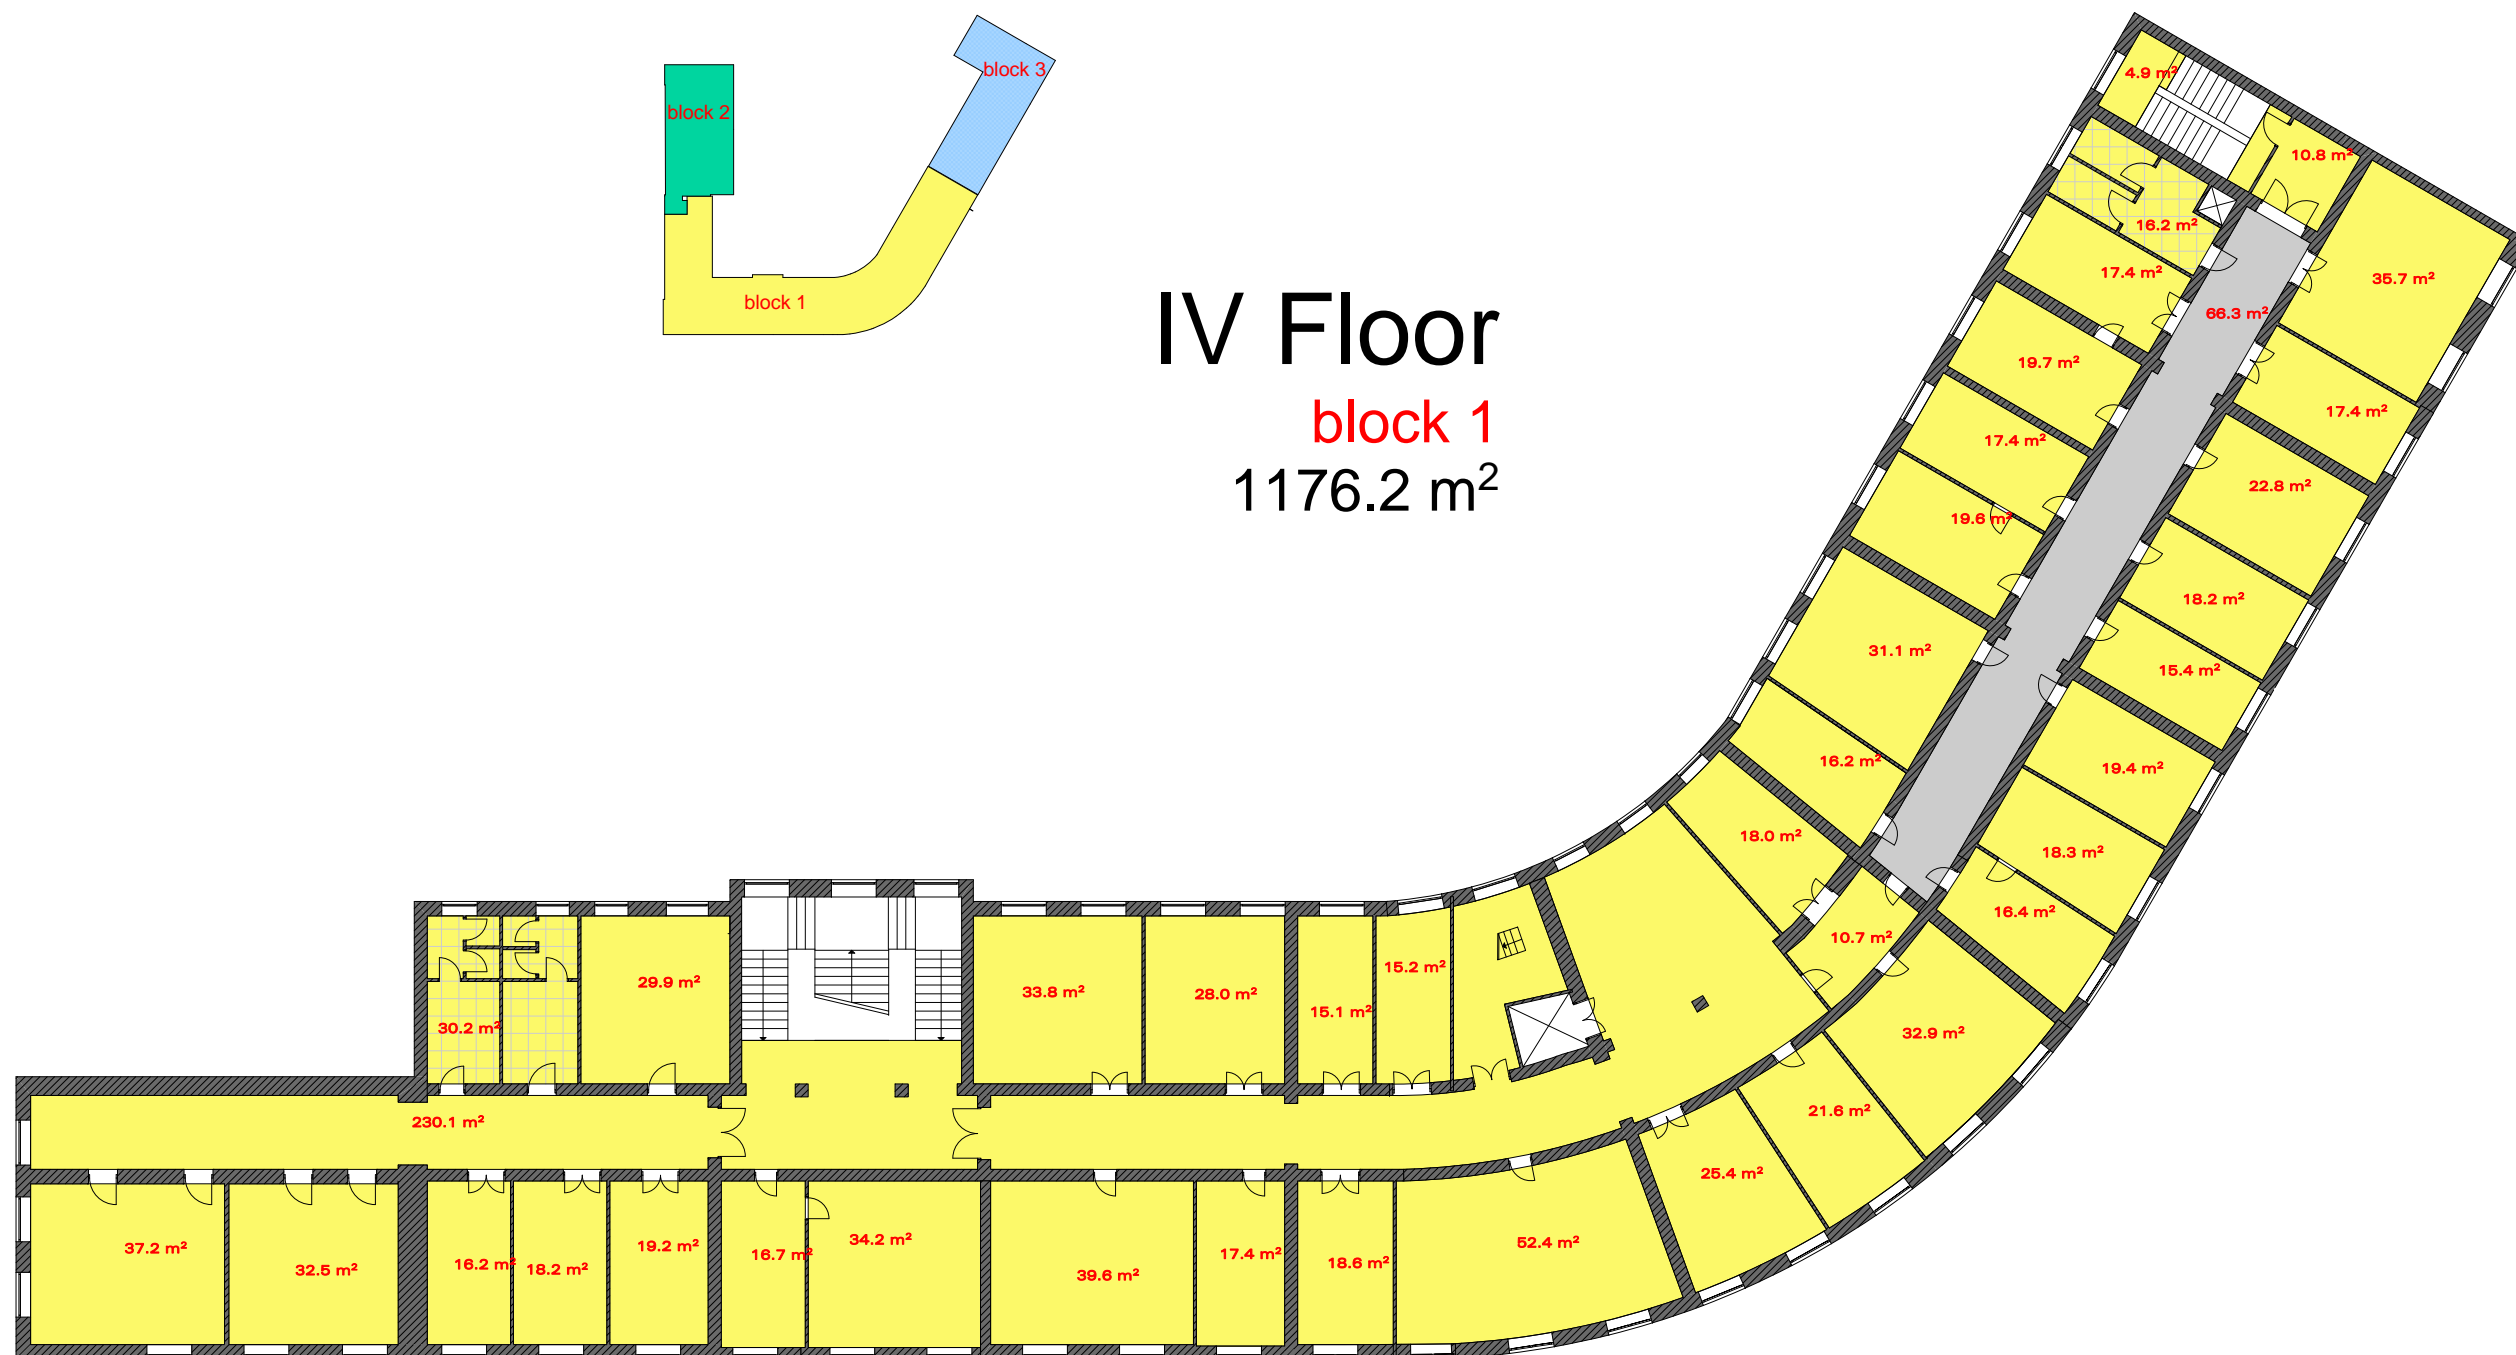 block 3
block 2
block 1
IV Floor
block 1
1176.2 m²
4.9 m²
10.8 m²
16.2 m²
17.4 m²
35.7 m²
66.3 m²
19.7 m²
17.4 m²
17.4 m²
22.8 m²
19.6 m²
18.2 m²
31.1 m²
15.4 m²
16.2 m²
19.4 m²
18.0 m²
18.3 m²
16.4 m²
10.7 m²
32.9 m²
29.9 m²
33.8 m²
28.0 m²
15.2 m²
15.1 m²
30.2 m²
230.1 m²
21.6 m²
25.4 m²
37.2 m²
32.5 m²
16.2 m²
18.2 m²
19.2 m²
16.7 m²
34.2 m²
39.6 m²
17.4 m²
18.6 m²
52.4 m²